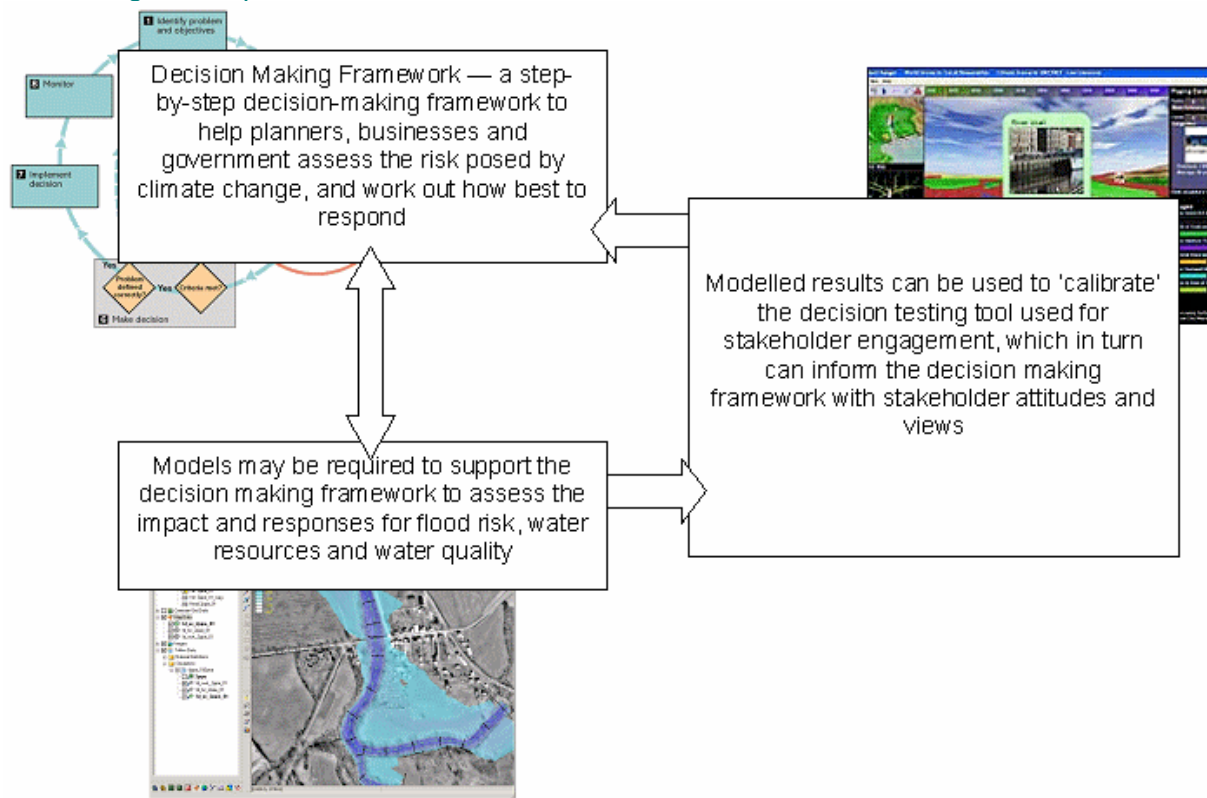 1 Identify problem
and objectives
8 Monitor
7 Implement
decision
Decision Making Framework — a step-
by-step decision-making framework to
help planners, businesses and
government assess the risk posed by
climate change, and work out how best to
respond
Yes
Problem
defined
correctly?
Yes
Criteria met?
6 Make decision
Modelled results can be used to 'calibrate'
the decision testing tool used for
stakeholder engagement, which in turn
can inform the decision making
framework with stakeholder attitudes and
views
Models may be required to support the
decision making framework to assess the
impact and responses for flood risk, water
resources and water quality